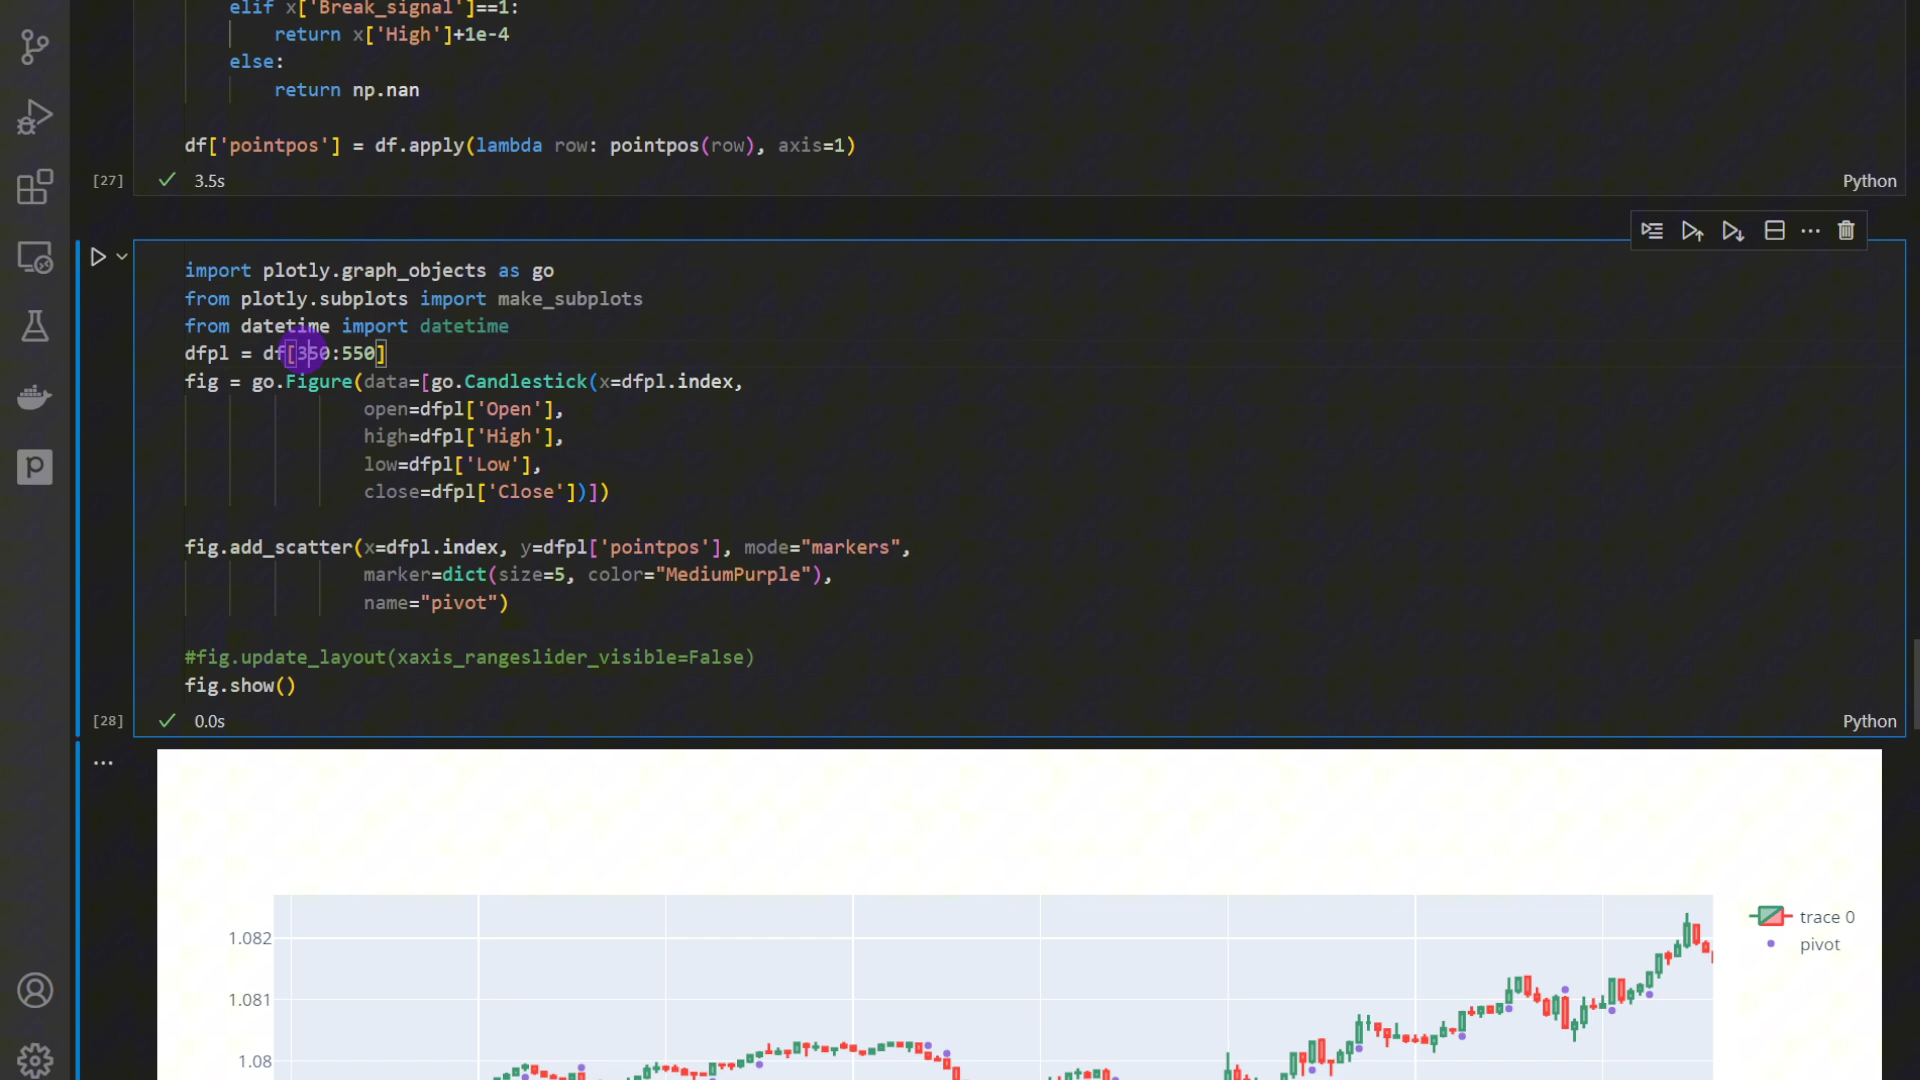 elif x['Break_signal']==1:
return x['High']+1e-4
else:
return np.nan
df['pointpos'] = df.apply(lambda row: pointpos(row), axis=1)
[27] 3.5s Python
import plotly.graph_objects as go
from plotly.subplots import make_subplots
from datetime import datetime
dfpl = df[350:550]
fig = go.Figure(data=[go.Candlestick(x=dfpl.index,
open=dfpl['Open'],
high=dfpl['High'],
low=dfpl['Low'],
close=dfpl['Close'])])
fig.add_scatter(x=dfpl.index, y=dfpl['pointpos'], mode="markers",
marker=dict(size=5, color="MediumPurple"),
name="pivot")
#fig.update_layout(xaxis_rangeslider_visible=False)
fig.show()
[28] 0.0s Python
trace 0
1.082
pivot
1.081
1.08